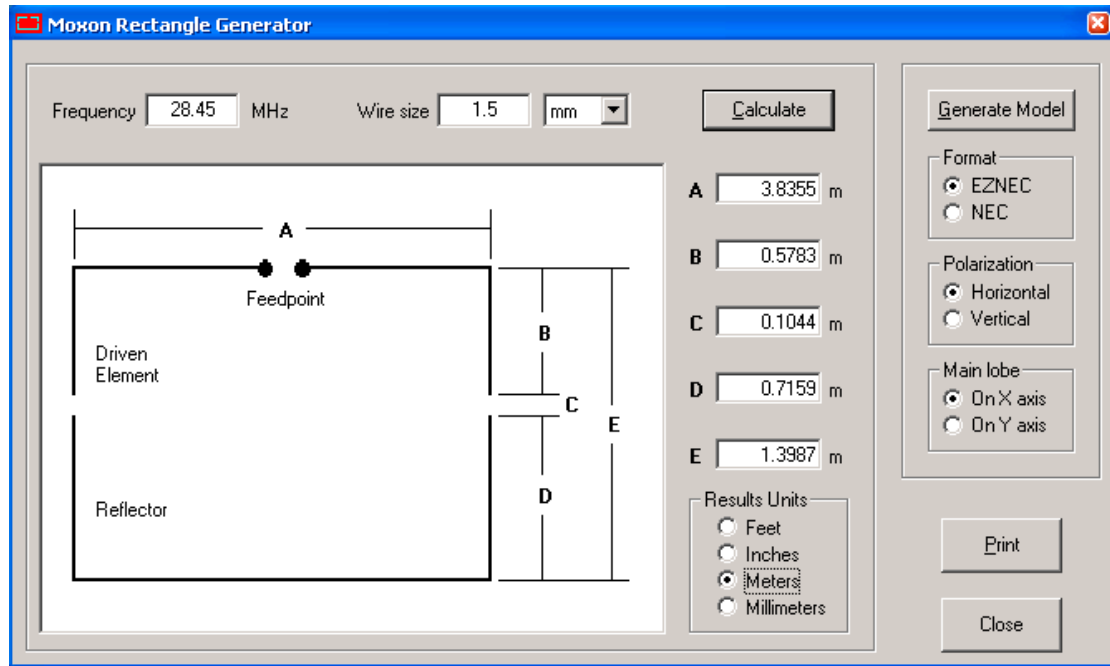 Moxon Rectangle Generator
Frequency 28.45 MHz Wire size 1.5 mm Calculate
A
Feedpoint
Driven
Element
B
C
E
D
Reflector
A 3.8355 m
B 0.5783 m
C 0.1044 m
D 0.7159 m
E 1.3987 m
Results Units
Feet
Inches
Meters
Millimeters
Generate Model
Format
EZNEC
NEC
Polarization
Horizontal
Vertical
Main lobe
On X axis
On Y axis
Print
Close